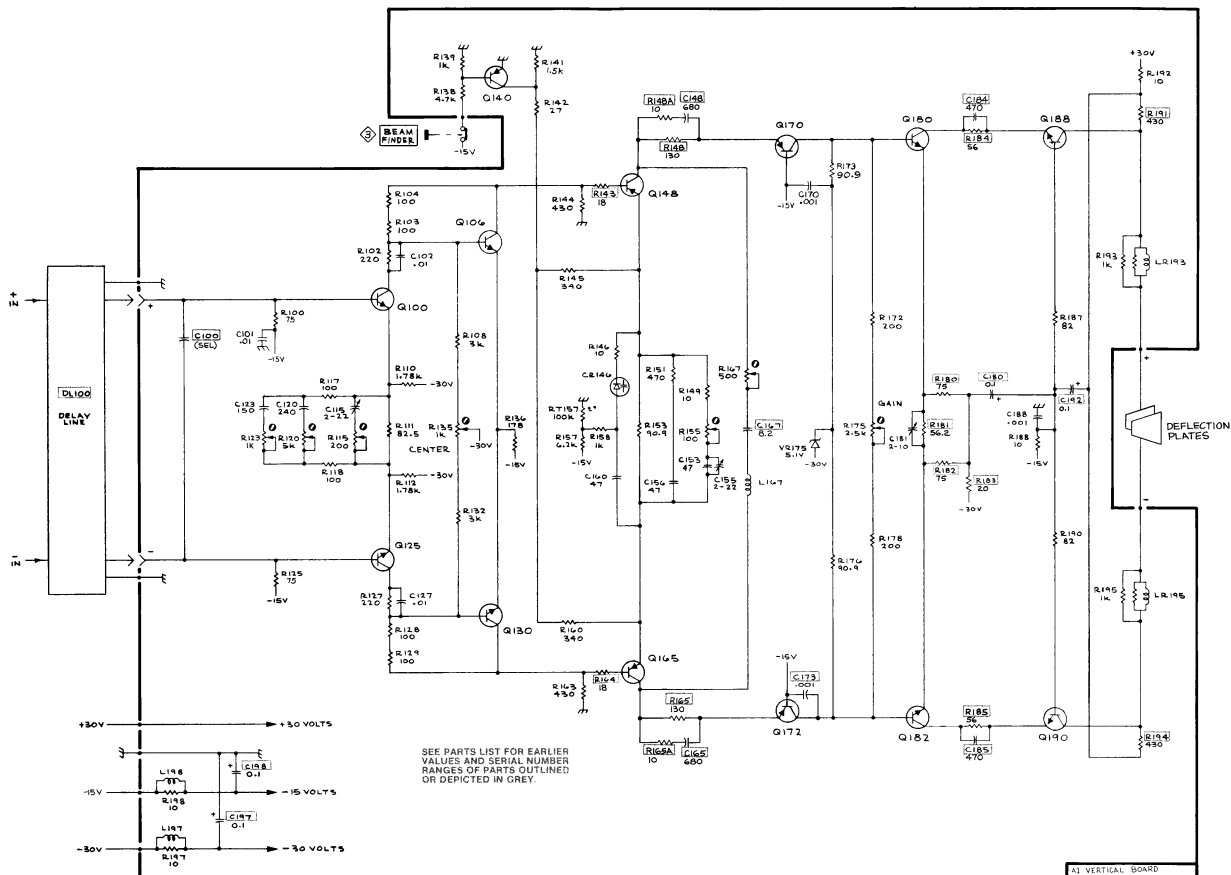 R139
1k
Q140
R138
4.7k
3
BEAM
FINDER
-15V
R141
1.5k
R142
27
R104
100
R103
100
R102
220
C102
.01
Q106
Q100
+
IN
DL100
DELAY
LINE
-
IN
+
-
C100
(SEL)
C101
.01
R100
75
-15V
R108
3k
R110
1.78k
-30V
R117
100
C123
150
C120
240
C115
2-22
R123
1k
R120
5k
R115
200
R111
82.5
R118
100
R135
1k
CENTER
-30V
R136
178
-15V
-30V
R112
1.78k
R132
3k
Q125
R125
75
-15V
R127
220
C127
.01
R128
100
R129
100
Q130
R144
430
R143
18
Q148
R148A
10
C148
680
R148
130
R145
340
R146
10
CR146
RT157
100k
t°
R157
6.2k
-15V
R158
1k
C160
47
R151
470
R149
10
R153
90.9
R155
100
C153
47
C156
47
C155
2-22
R167
500
C167
8.2
L167
R160
340
Q165
R163
430
R164
18
R165
130
R165A
10
C165
680
Q170
C170
.001
-15V
R173
90.9
R172
200
VR175
5.1V
-30V
R175
2.5k
GAIN
R176
90.9
R178
200
-15V
C173
.001
Q172
Q180
C184
470
R184
56
Q188
R180
75
C180
0.1
+
C181
2-10
R181
56.2
R182
75
R183
20
-30V
C188
.001
R188
10
-15V
R187
82
+
C192
0.1
R190
82
Q182
R185
56
C185
470
Q190
+30V
R192
10
R191
430
R193
1k
LR193
+
DEFLECTION
PLATES
-
R195
1k
LR195
R194
430
+30V
+30 VOLTS
+
C198
0.1
L198
-15V
-15 VOLTS
R198
10
+
C197
0.1
L197
-30V
-30 VOLTS
R197
10
SEE PARTS LIST FOR EARLIER
VALUES AND SERIAL NUMBER
RANGES OF PARTS OUTLINED
OR DEPICTED IN GREY.
A1 VERTICAL BOARD